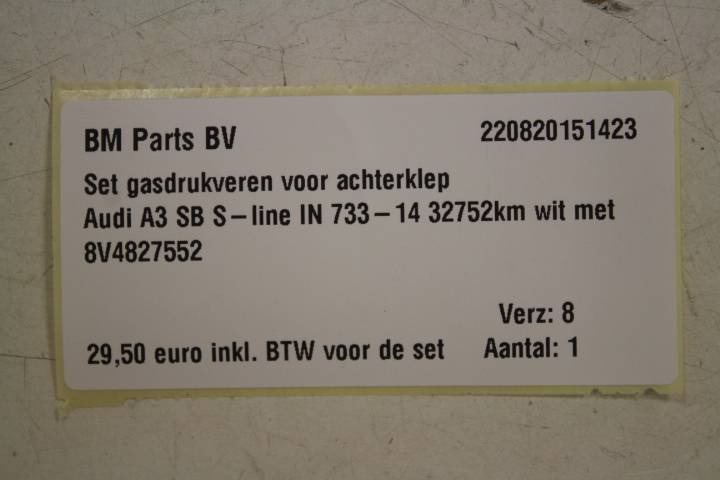 BM Parts BV 220820151423
Set gasdrukveren voor achterklep
Audi A3 SB S-line IN 733-14 32752km wit met
8V4827552
Verz: 8
29,50 euro inkl. BTW voor de set Aantal: 1